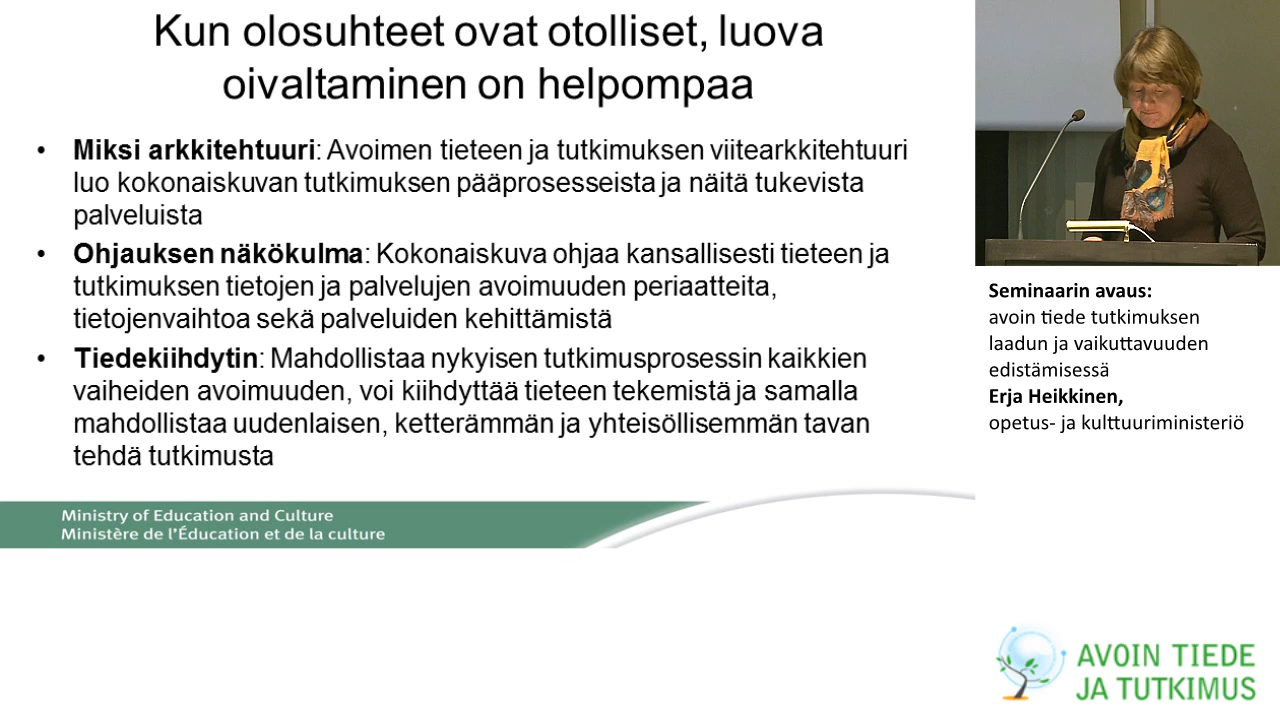 Kun olosuhteet ovat otolliset, luova
oivaltaminen on helpompaa
• Miksi arkkitehtuuri: Avoimen tieteen ja tutkimuksen viitearkkitehtuuri
luo kokonaiskuvan tutkimuksen pääprosesseista ja näitä tukevista
palveluista
• Ohjauksen näkökulma: Kokonaiskuva ohjaa kansallisesti tieteen ja
tutkimuksen tietojen ja palvelujen avoimuuden periaatteita,
tietojenvaihtoa sekä palveluiden kehittämistä
• Tiedekiihdytin: Mahdollistaa nykyisen tutkimusprosessin kaikkien
vaiheiden avoimuuden, voi kiihdyttää tieteen tekemistä ja samalla
mahdollistaa uudenlaisen, ketterämmän ja yhteisöllisemmän tavan
tehdä tutkimusta
Ministry of Education and Culture
Ministère de l'Éducation et de la culture
Seminaarin avaus:
avoin tiede tutkimuksen
laadun ja vaikuttavuuden
edistämisessä
Erja Heikkinen,
opetus- ja kulttuuriministeriö
AVOIN TIEDE
JA TUTKIMUS